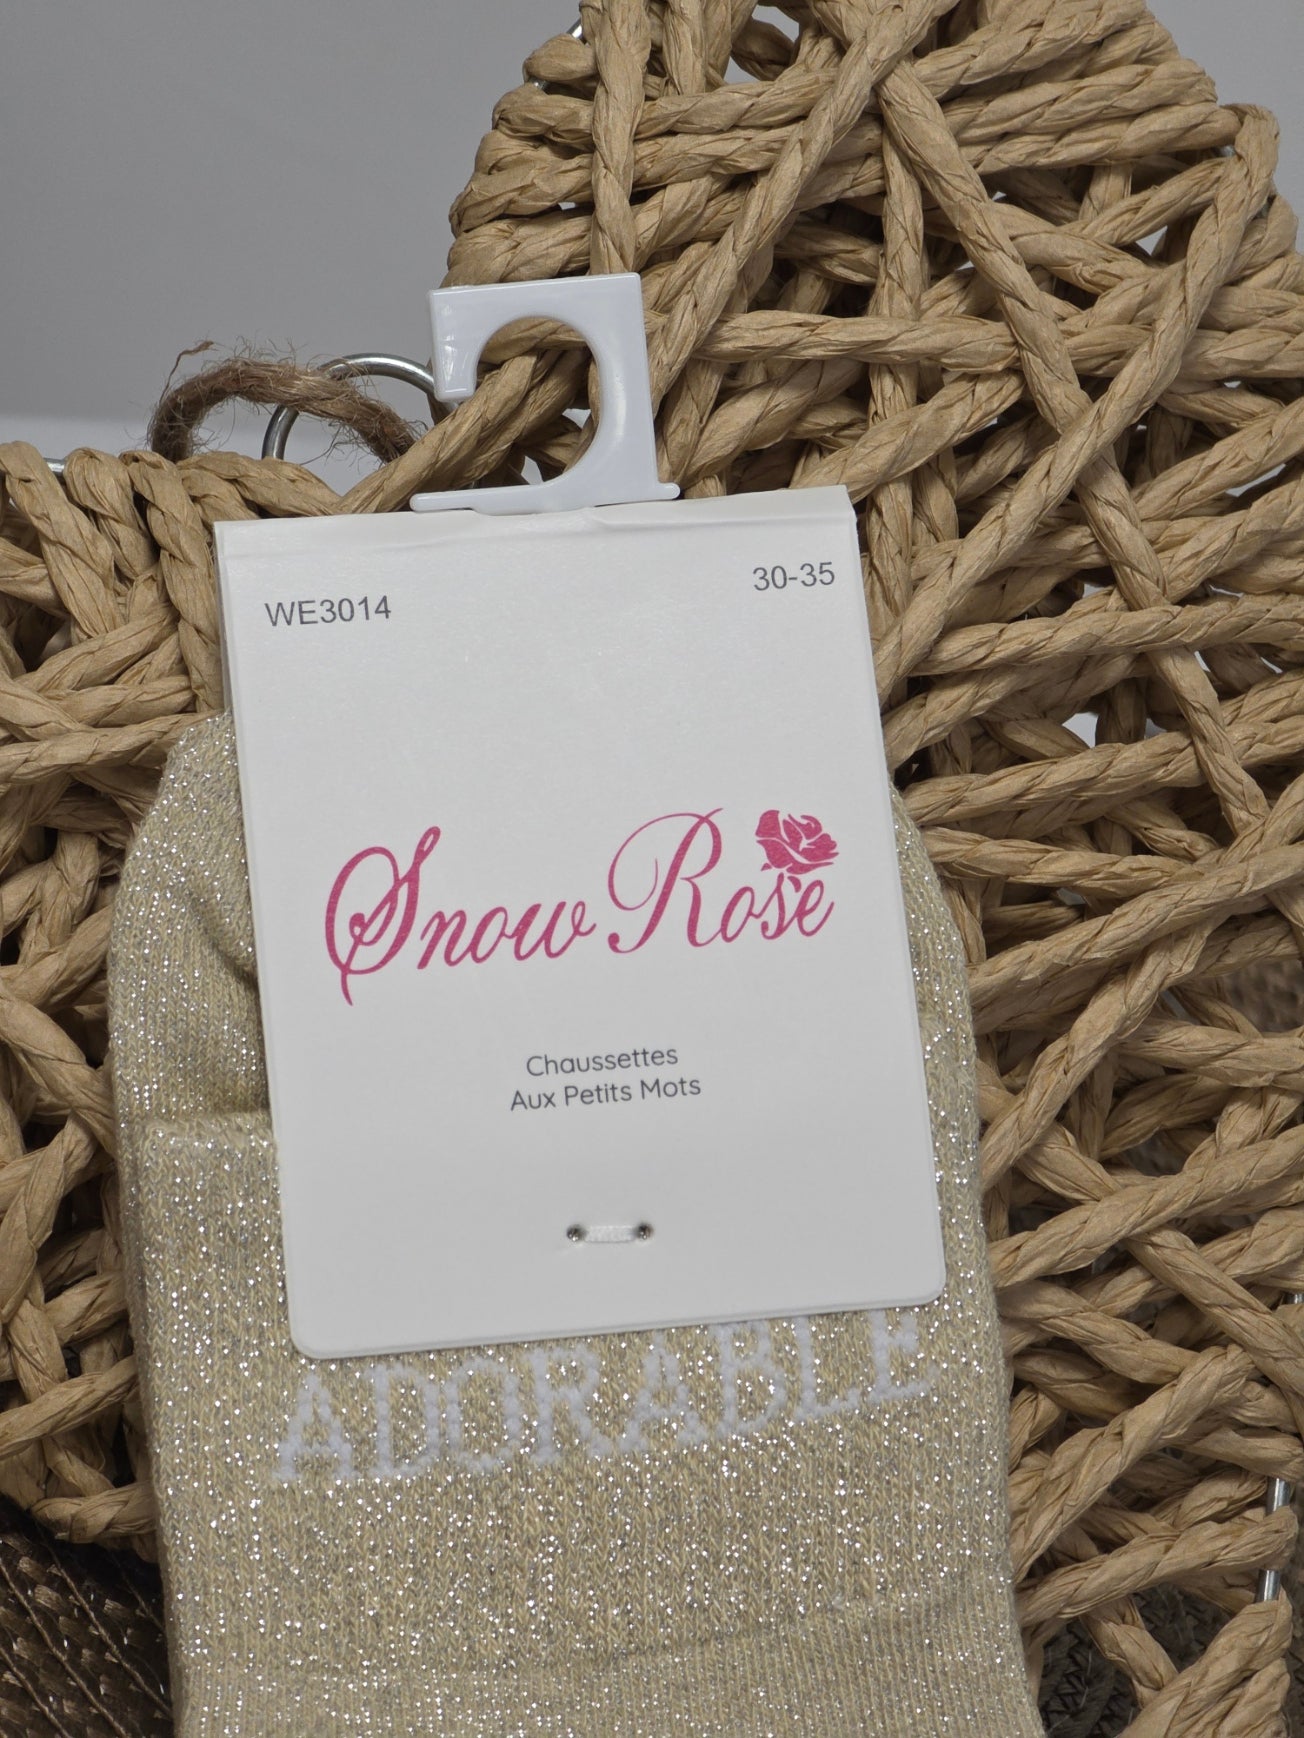 WE3014
30-35
Snow Rose
Chaussettes
Aux Petits Mots
ADORABLE